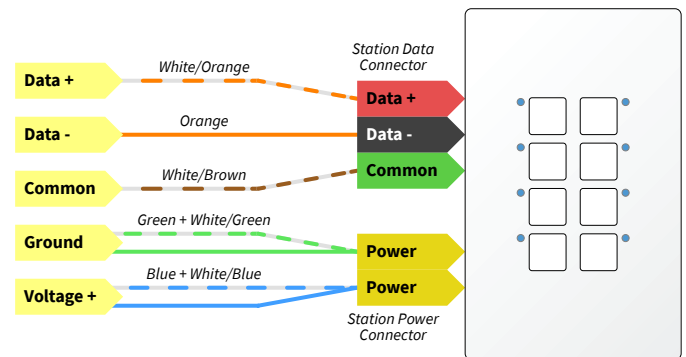 Station Data
Connector
White/Orange
Data +
Data +
Orange
Data -
Data -
White/Brown
Common
Common
Green + White/Green
Ground
Power
Blue + White/Blue
Voltage +
Power
Station Power
Connector